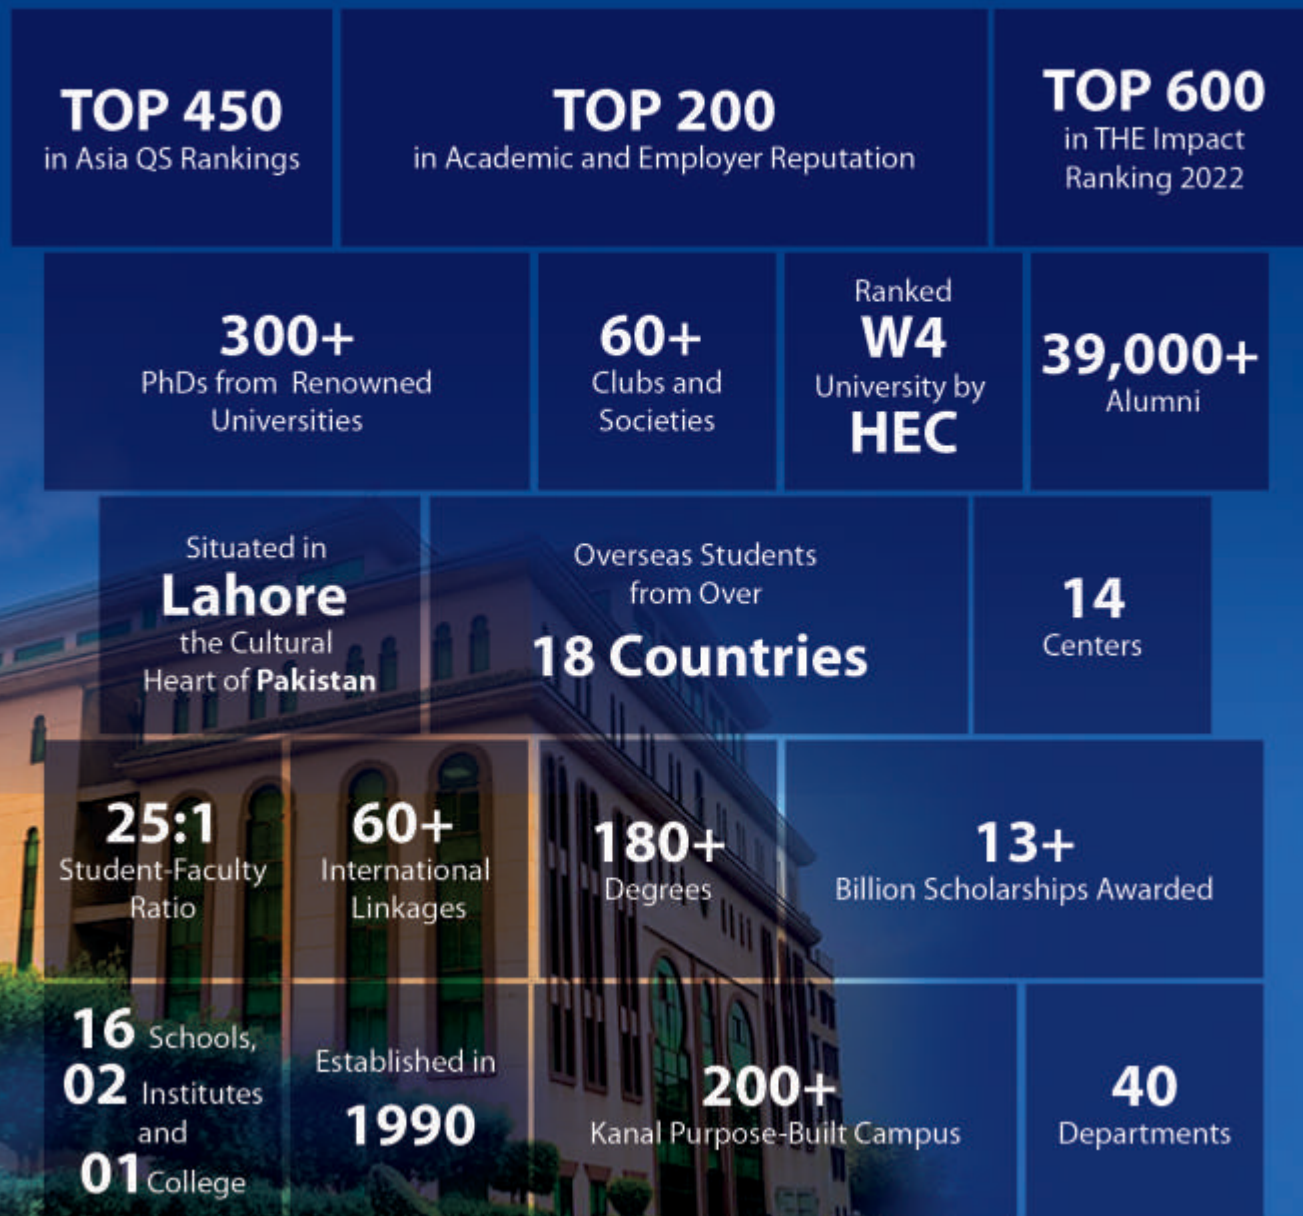 TOP 450
in Asia QS Rankings
TOP 200
in Academic and Employer Reputation
TOP 600
in THE Impact
Ranking 2022
300+
PhDs from Renowned
Universities
60+
Clubs and
Societies
Ranked
W4
University by
HEC
39,000+
Alumni
Situated in
Lahore
the Cultural
Heart of Pakistan
Overseas Students
from Over
18 Countries
14
Centers
25:1
Student-Faculty
Ratio
60+
International
Linkages
180+
Degrees
13+
Billion Scholarships Awarded
16 Schools,
02 Institutes
and
01 College
Established in
1990
200+
Kanal Purpose-Built Campus
40
Departments